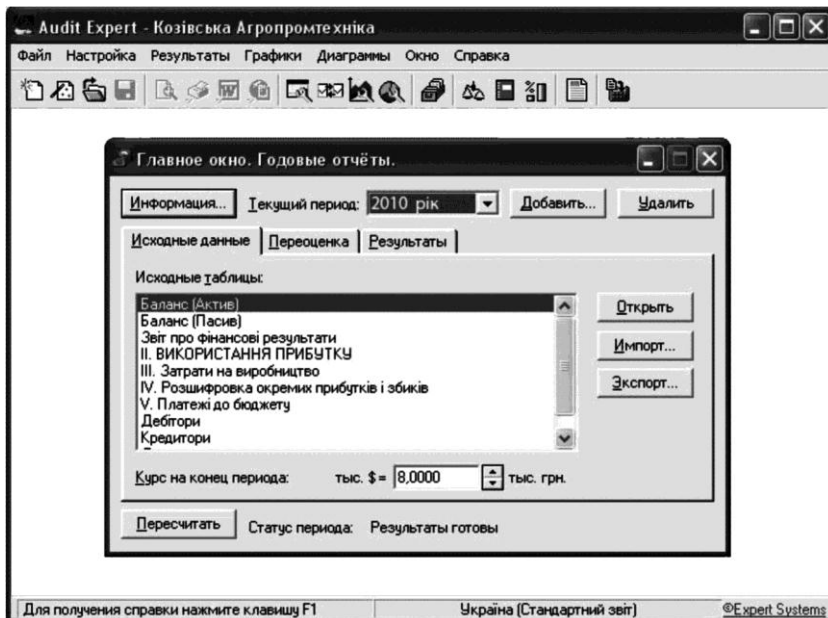 Audit Expert - Козівська Агропромтехніка
Файл Настройка Результаты Графики Диаграммы Окно Справка
Главное окно. Годовые отчёты.
Информация... Текущий период: 2010 рік Добавить... Удалить
Исходные данные Переоценка Результаты
Исходные таблицы:
Баланс (Актив)
Баланс (Пасив)
Звіт про фінансові результати
II. ВИКОРИСТАННЯ ПРИБУТКУ
III. Затрати на виробництво
IV. Розшифровка окремих прибутків і збиків
V. Платежі до бюджету
Дебітори
Кредитори
Открыть
Импорт...
Экспорт...
Курс на конец периода: тыс. $ = 8,0000 тыс. грн.
Пересчитать Статус периода: Результаты готовы
Для получения справки нажмите клавишу F1 Україна (Стандартний звіт) ©Expert Systems